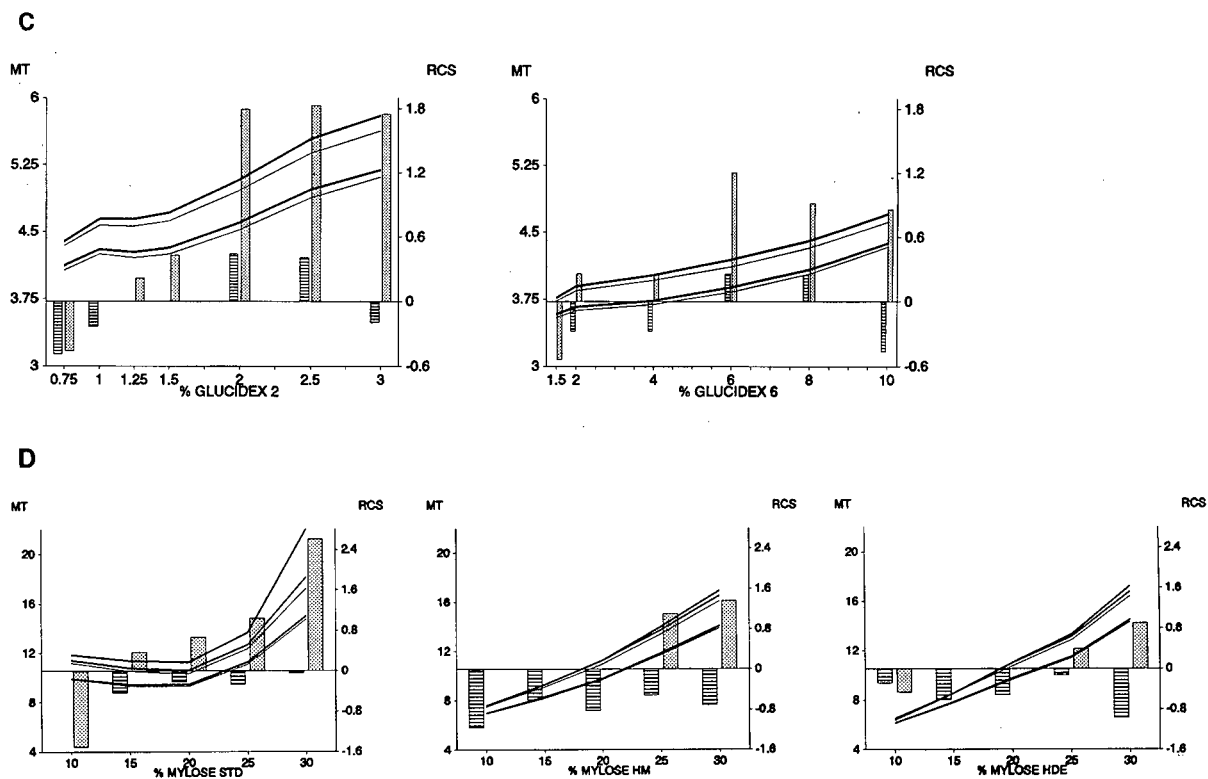 C
MT RCS MT RCS
6 1.8 6 1.8
5.25 1.2 5.25 1.2
4.5 0.6 4.5 0.6
3.75 0 3.75 0
3 -0.6 3 -0.6
0.75 1 1.25 1.5 2 2.5 3 1.5 2 4 6 8 10
% GLUCIDEX 2 % GLUCIDEX 6
D
MT RCS MT RCS MT RCS
20 2.4 20 2.4 20 2.4
16 1.6 16 1.6 16 1.6
12 0.8 12 0.8 12 0.8
8 0 8 0 8 0
-0.8 -0.8 -0.8
4 -1.6 4 -1.6 4 -1.6
10 15 20 25 30 10 15 20 25 30 10 15 20 25 30
% MYLOSE STD % MYLOSE HM % MYLOSE HDE